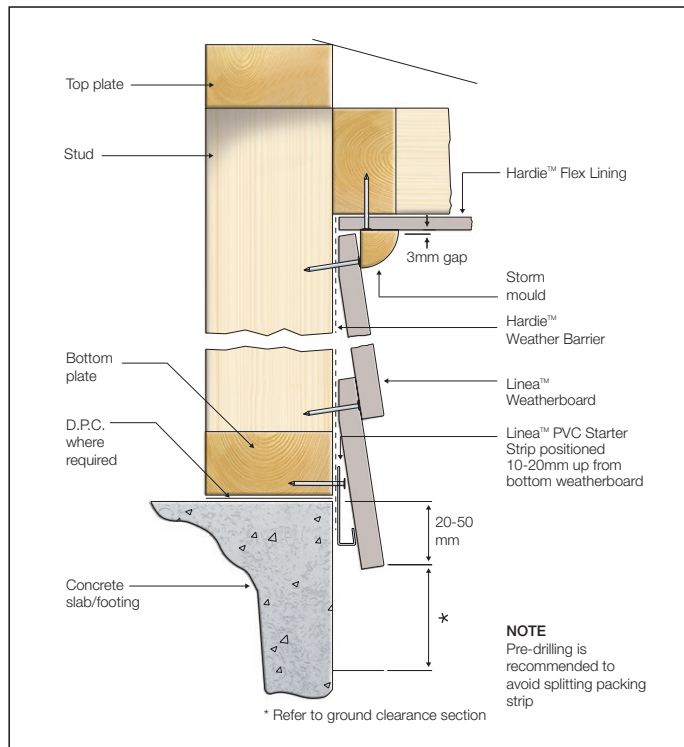 Top plate
Stud
Hardie™ Flex Lining
3mm gap
Storm
mould
Hardie™
Weather Barrier
Bottom
plate
Linea™
Weatherboard
D.P.C.
where
required
Linea™ PVC Starter
Strip positioned
10-20mm up from
bottom weatherboard
20-50
mm
Concrete
slab/footing
*
NOTE
Pre-drilling is
recommended to
avoid splitting packing
strip
* Refer to ground clearance section